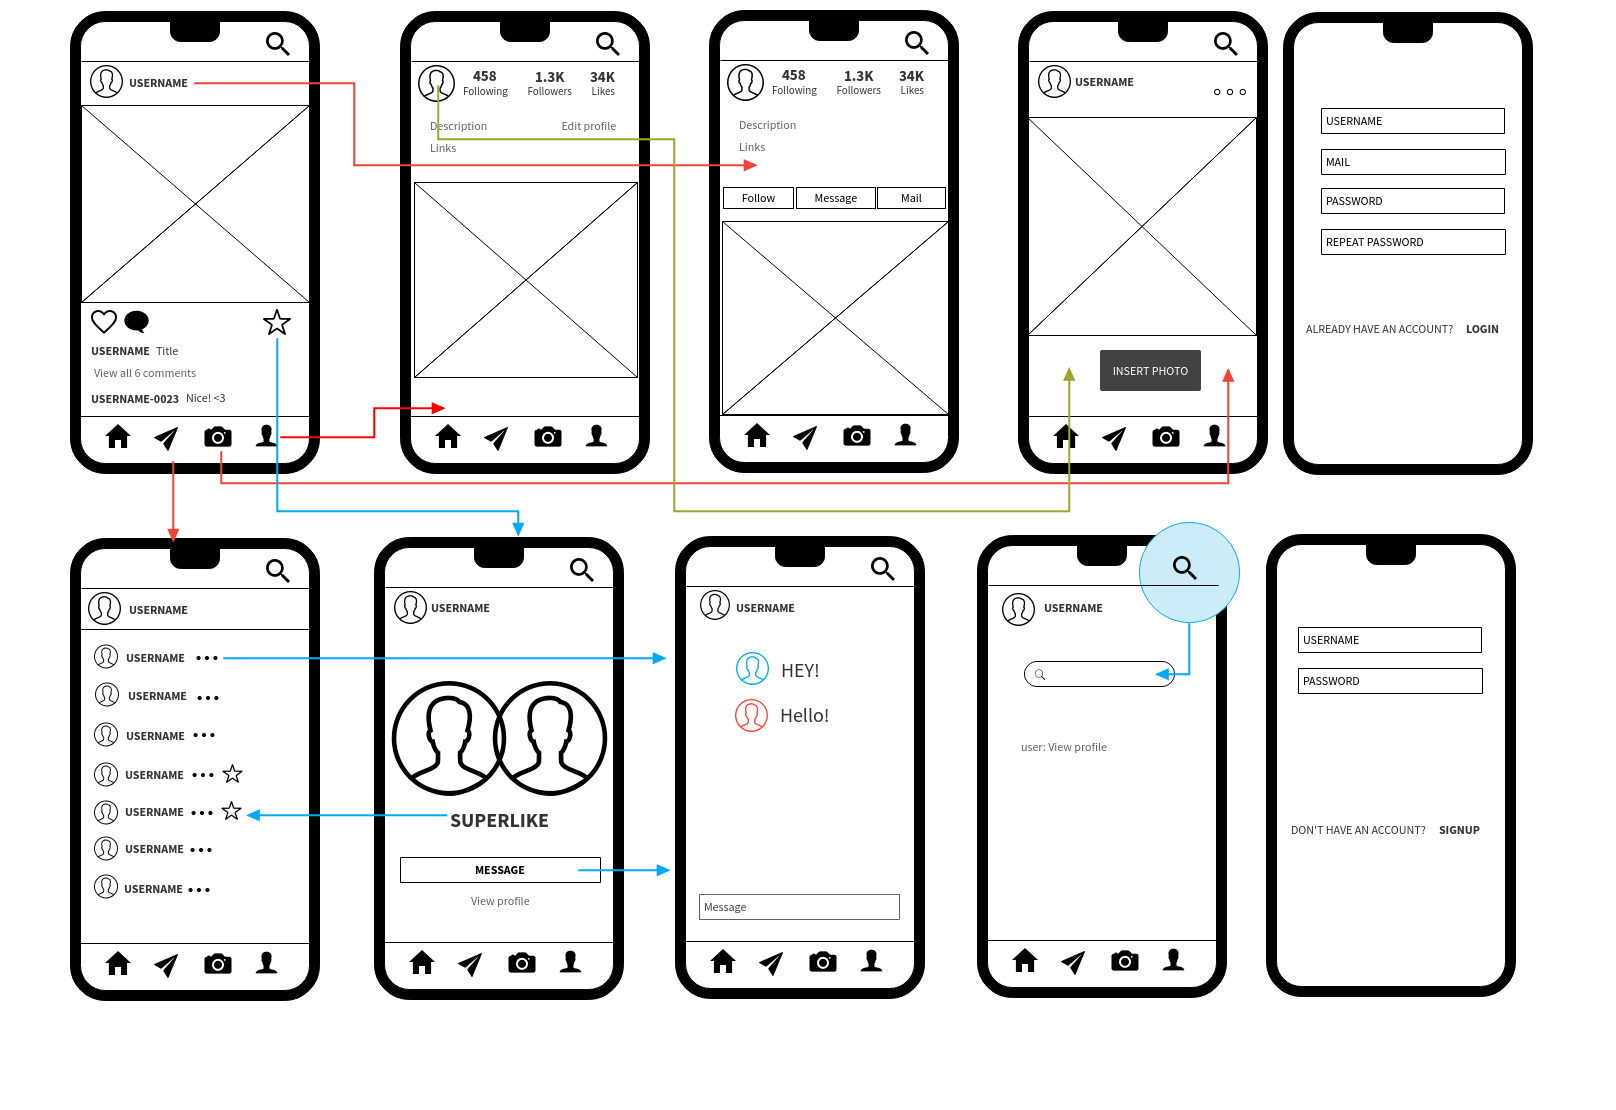 USERNAME
USERNAME Title
View all 6 comments
USERNAME-0023 Nice! <3
458 1.3K 34K
Following Followers Likes
Description Edit profile
Links
458 1.3K 34K
Following Followers Likes
Description
Links
Follow Message Mail
USERNAME
INSERT PHOTO
USERNAME
MAIL
PASSWORD
REPEAT PASSWORD
ALREADY HAVE AN ACCOUNT? LOGIN
USERNAME
USERNAME
USERNAME
USERNAME
USERNAME
USERNAME
USERNAME
USERNAME
USERNAME
SUPERLIKE
MESSAGE
View profile
USERNAME
HEY!
Hello!
Message
USERNAME
user: View profile
USERNAME
PASSWORD
DON'T HAVE AN ACCOUNT? SIGNUP